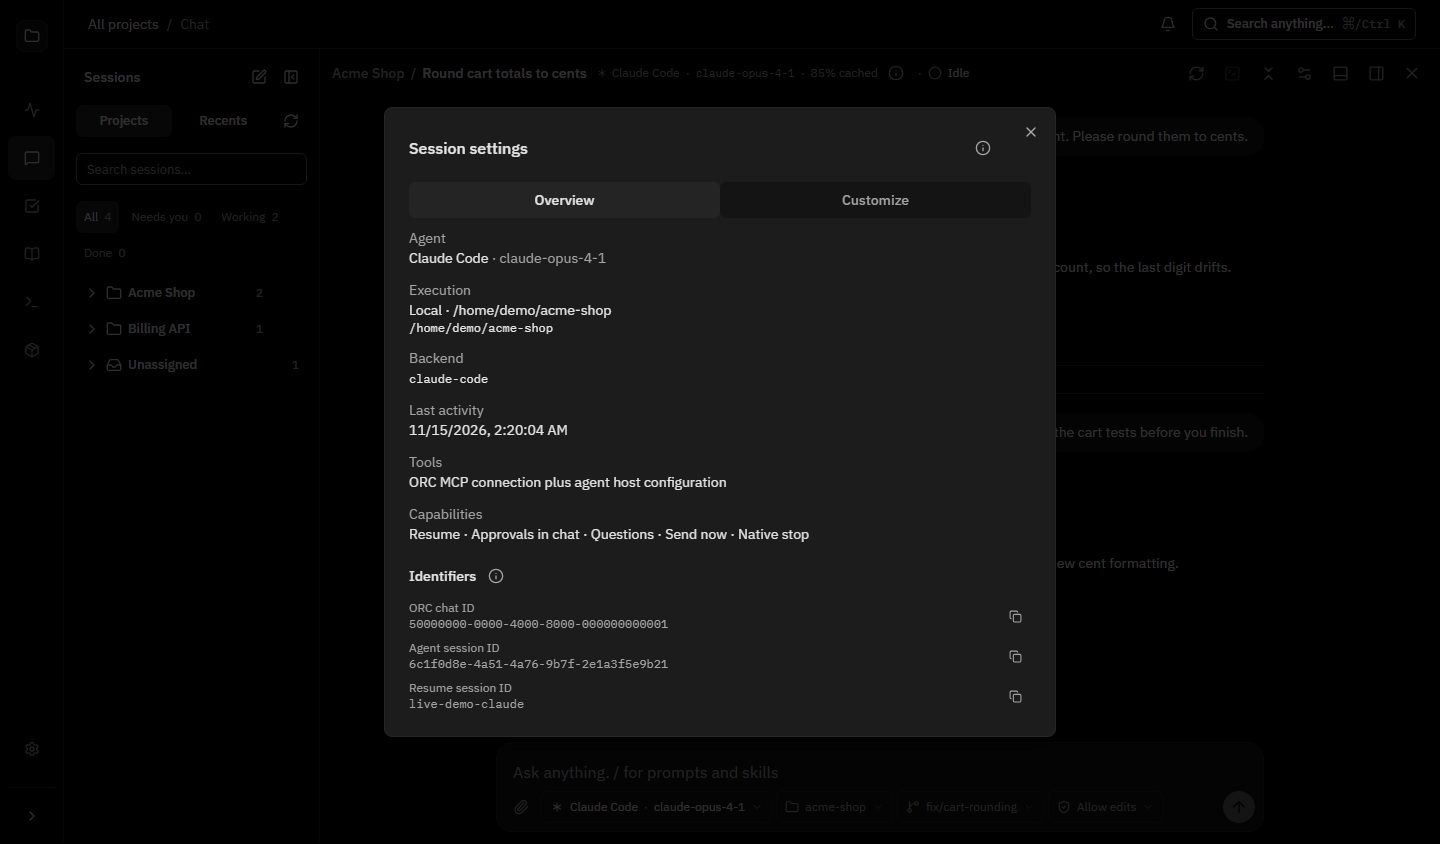 All projects / Chat
Search anything... ⌘/Ctrl K
Sessions
Projects Recents
Search sessions...
All 4 Needs you 0 Working 2
Done 0
Acme Shop 2
Billing API 1
Unassigned 1
Acme Shop / Round cart totals to cents * Claude Code · claude-opus-4-1 · 85% cached · Idle
nt. Please round them to cents.
count, so the last digit drifts.
the cart tests before you finish.
ew cent formatting.
Session settings
Overview Customize
Agent
Claude Code · claude-opus-4-1
Execution
Local · /home/demo/acme-shop
/home/demo/acme-shop
Backend
claude-code
Last activity
11/15/2026, 2:20:04 AM
Tools
ORC MCP connection plus agent host configuration
Capabilities
Resume · Approvals in chat · Questions · Send now · Native stop
Identifiers
ORC chat ID
50000000-0000-4000-8000-000000000001
Agent session ID
6c1f0d8e-4a51-4a76-9b7f-2e1a3f5e9b21
Resume session ID
live-demo-claude
Ask anything. / for prompts and skills
* Claude Code · claude-opus-4-1 acme-shop fix/cart-rounding Allow edits